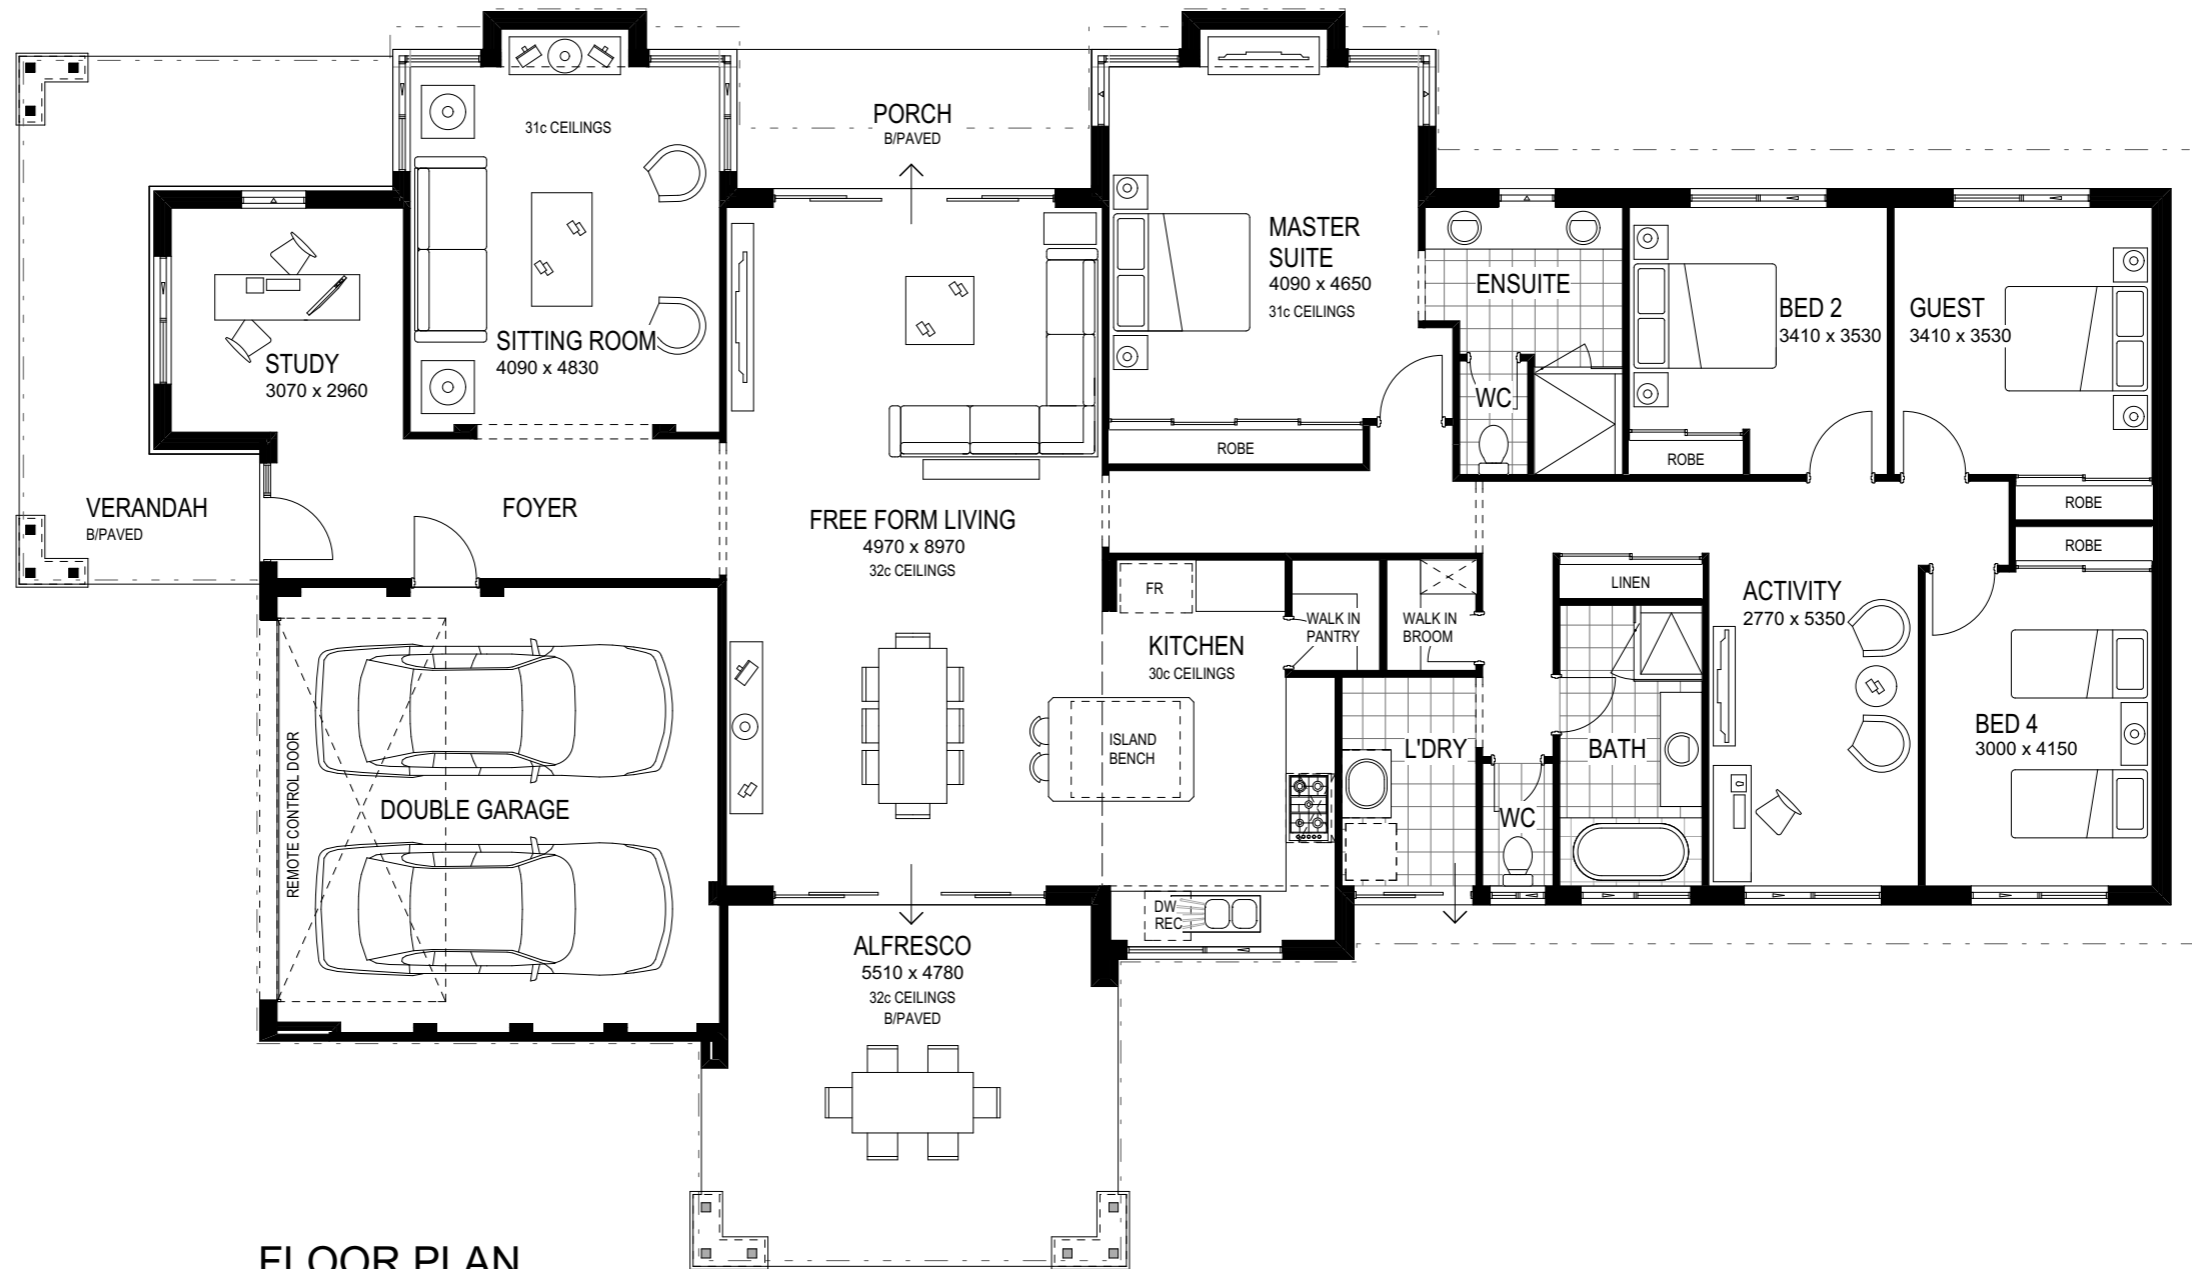 31c CEILINGS
PORCH
B/PAVED
MASTER
SUITE
4090 x 4650
31c CEILINGS
ENSUITE
BED 2
3410 x 3530
GUEST
3410 x 3530
STUDY
3070 x 2960
SITTING ROOM
4090 x 4830
WC
ROBE
ROBE
ROBE
ROBE
VERANDAH
B/PAVED
FOYER
FREE FORM LIVING
4970 x 8970
32c CEILINGS
FR
KITCHEN
30c CEILINGS
WALK IN
PANTRY
WALK IN
BROOM
LINEN
ACTIVITY
2770 x 5350
ISLAND
BENCH
L'DRY
BATH
BED 4
3000 x 4150
REMOTE CONTROL DOOR
DOUBLE GARAGE
WC
DW
REC
ALFRESCO
5510 x 4780
32c CEILINGS
B/PAVED
FLOOR PLAN